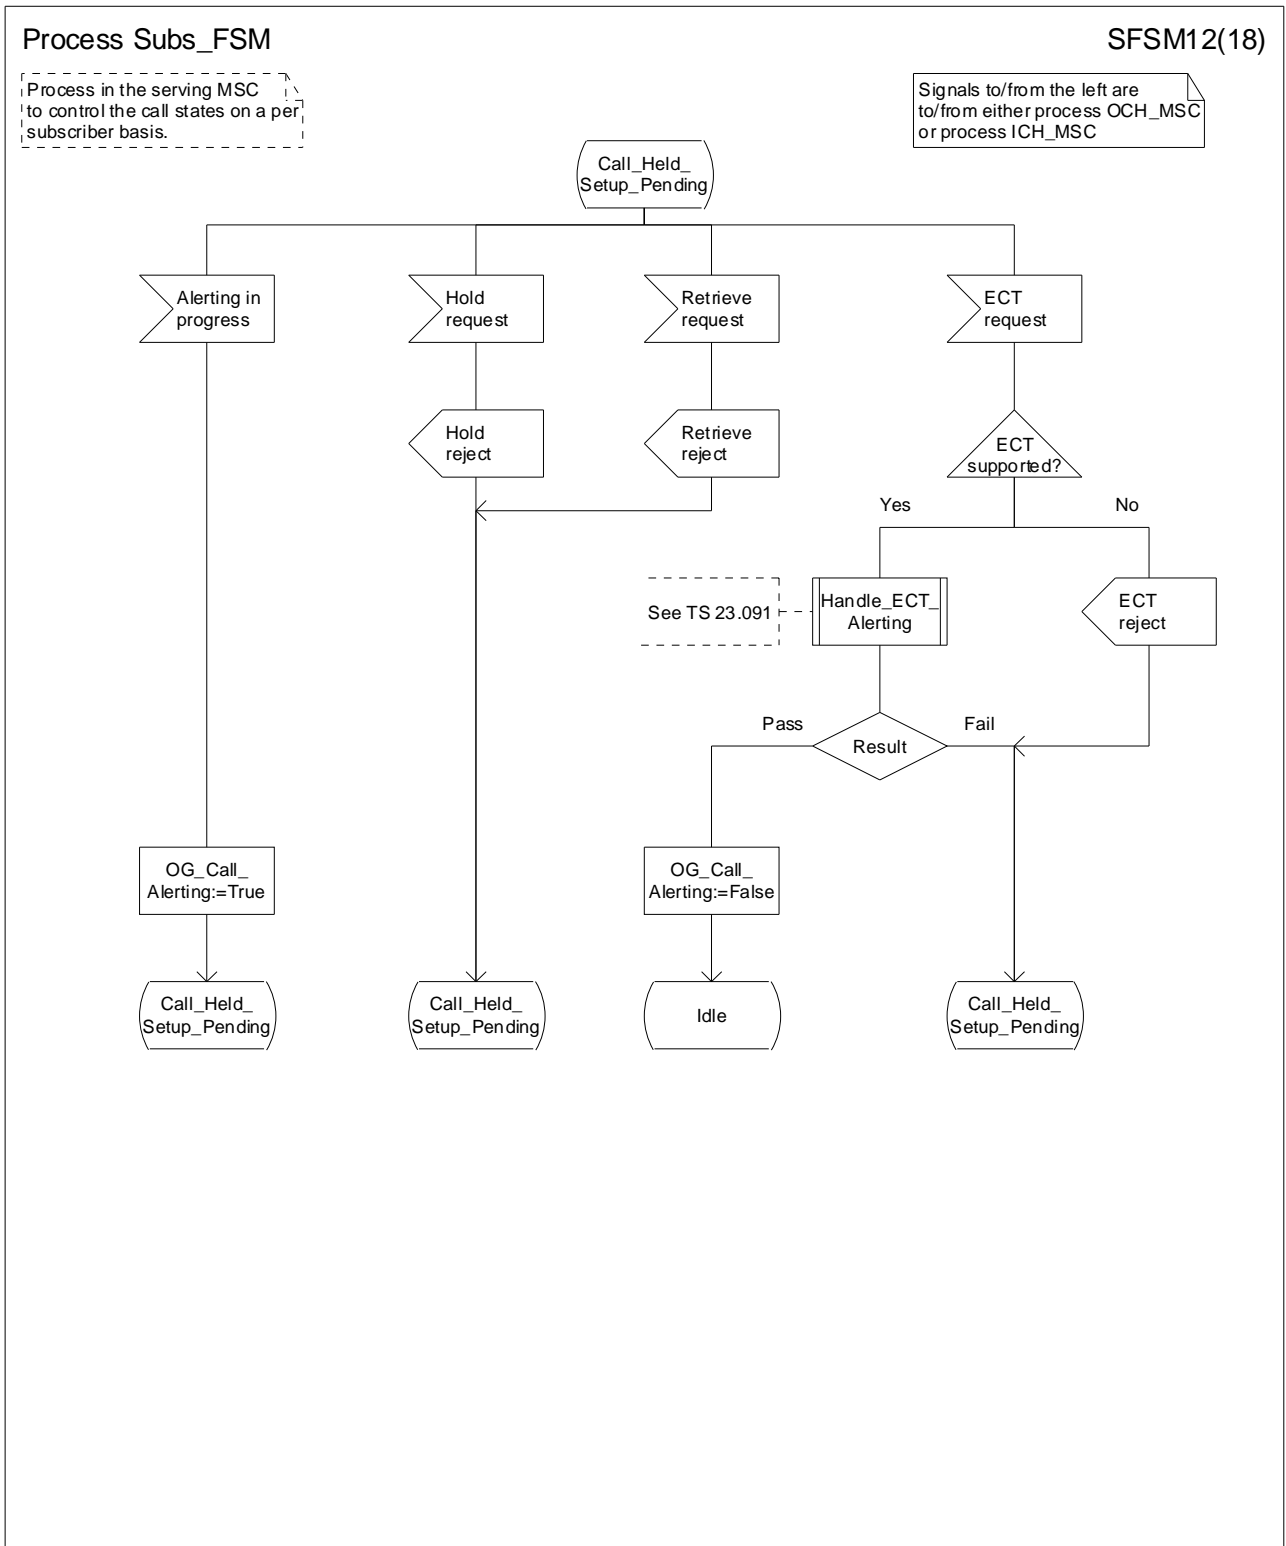 Process Subs_FSM
SFSM12(18)
Process in the serving MSC
to control the call states on a per
subscriber basis.
Signals to/from the left are
to/from either process OCH_MSC
or process ICH_MSC
Call_Held_
Setup_Pending
Alerting in
progress
Hold
request
Retrieve
request
ECT
request
Hold
reject
Retrieve
reject
ECT
supported?
Yes
No
See TS 23.091
Handle_ECT_
Alerting
ECT
reject
Pass
Result
Fail
OG_Call_
Alerting:=True
OG_Call_
Alerting:=False
Call_Held_
Setup_Pending
Call_Held_
Setup_Pending
Idle
Call_Held_
Setup_Pending